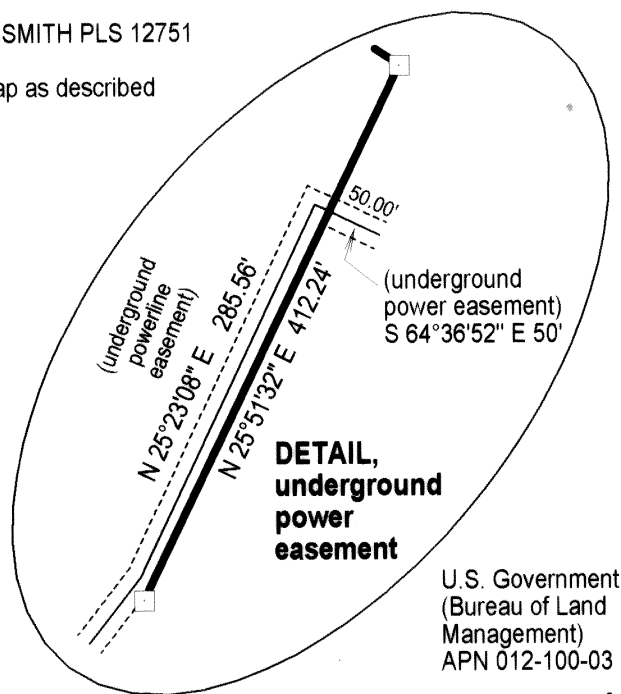 SMITH PLS 12751
ap as described
50.00'
(underground
powerline
easement)
N 25°23'08" E 285.56'
N 25°51'32" E 412.24'
(underground
power easement)
S 64°36'52" E 50'
DETAIL,
underground
power
easement
U.S. Government
(Bureau of Land
Management)
APN 012-100-03